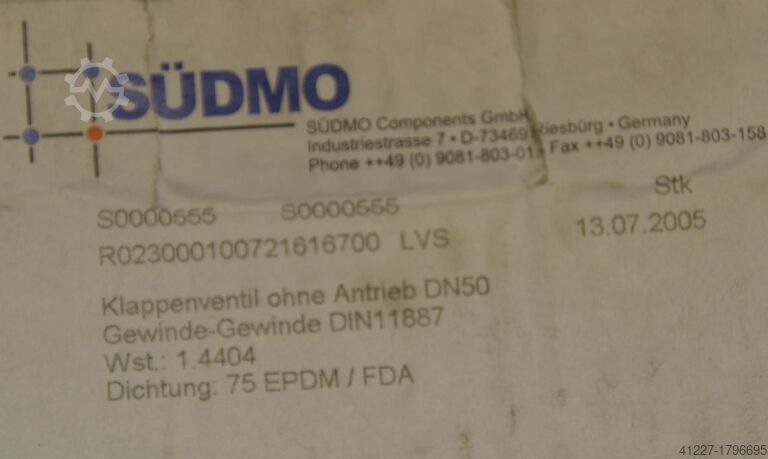 SÜDMO
SÜDMO Components GmbH
Industriestrasse 7 • D-73469 Riesbürg • Germany
Phone ++49 (0) 9081-803-0 Fax ++49 (0) 9081-803-158
Stk
S0000555 S0000555
R023000100721616700 LVS 13.07.2005
Klappenventil ohne Antrieb DN50
Gewinde-Gewinde DIN11887
Wst.: 1.4404
Dichtung: 75 EPDM / FDA
41227-1796695